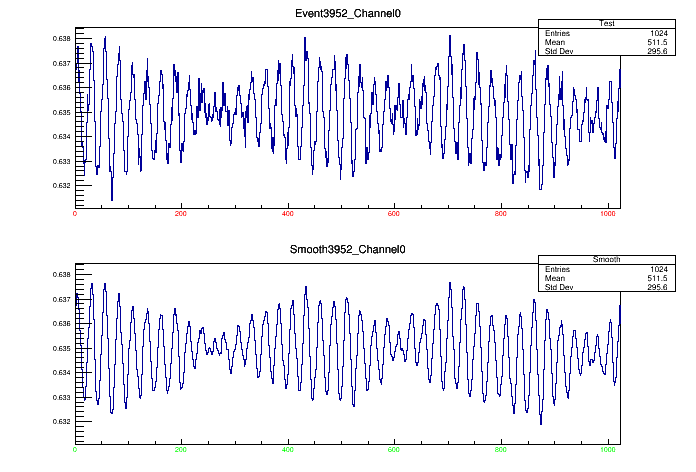 Event3952_Channel0
Test
Entries 1024
Mean 511.5
Std Dev 295.6
0.638
0.637
0.636
0.635
0.634
0.633
0.632
0 200 400 600 800 1000
Smooth3952_Channel0
Smooth
Entries 1024
Mean 511.5
Std Dev 295.6
0.638
0.637
0.636
0.635
0.634
0.633
0.632
0 200 400 600 800 1000